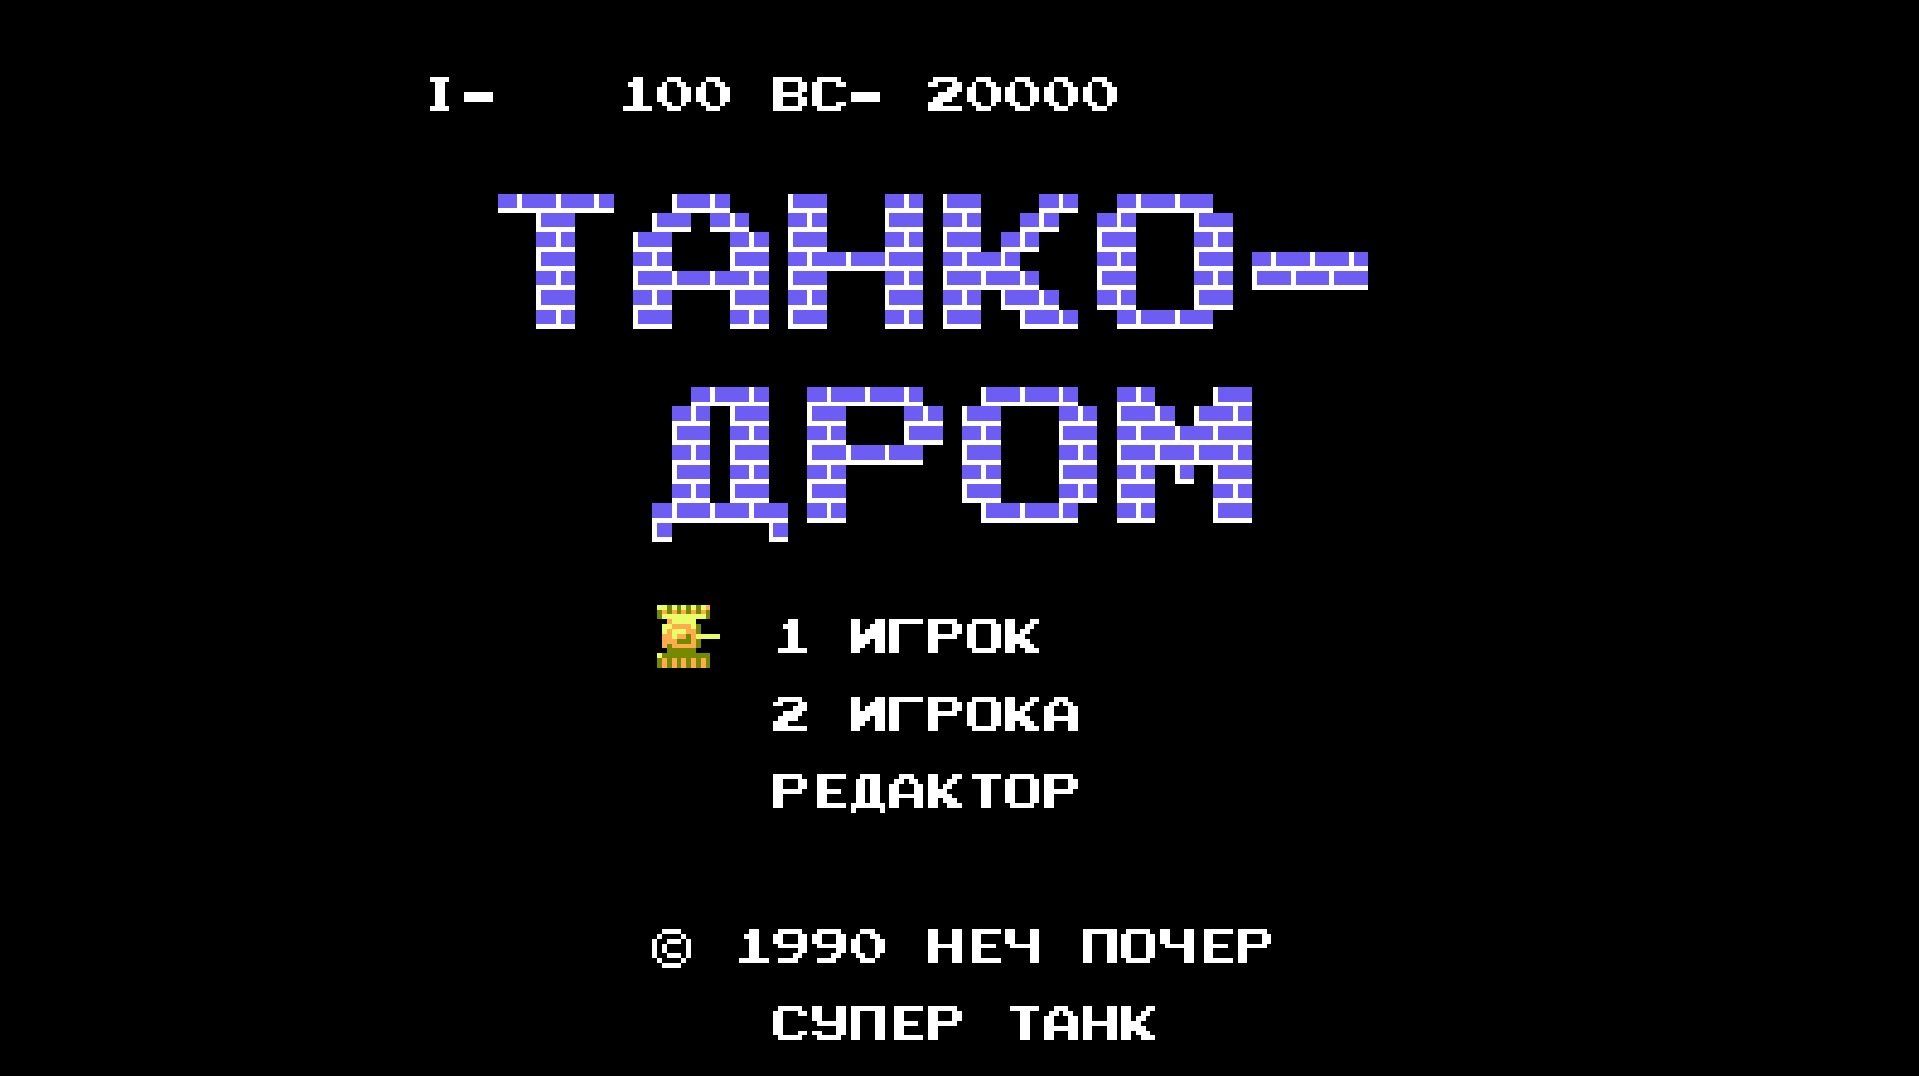 I- 100 ВС- 20000
ТАНКО-
ДРОМ
1 ИГРОК
2 ИГРОКА
РЕДАКТОР
© 1990 НЕЧ ПОЧЕР
СУПЕР ТАНК